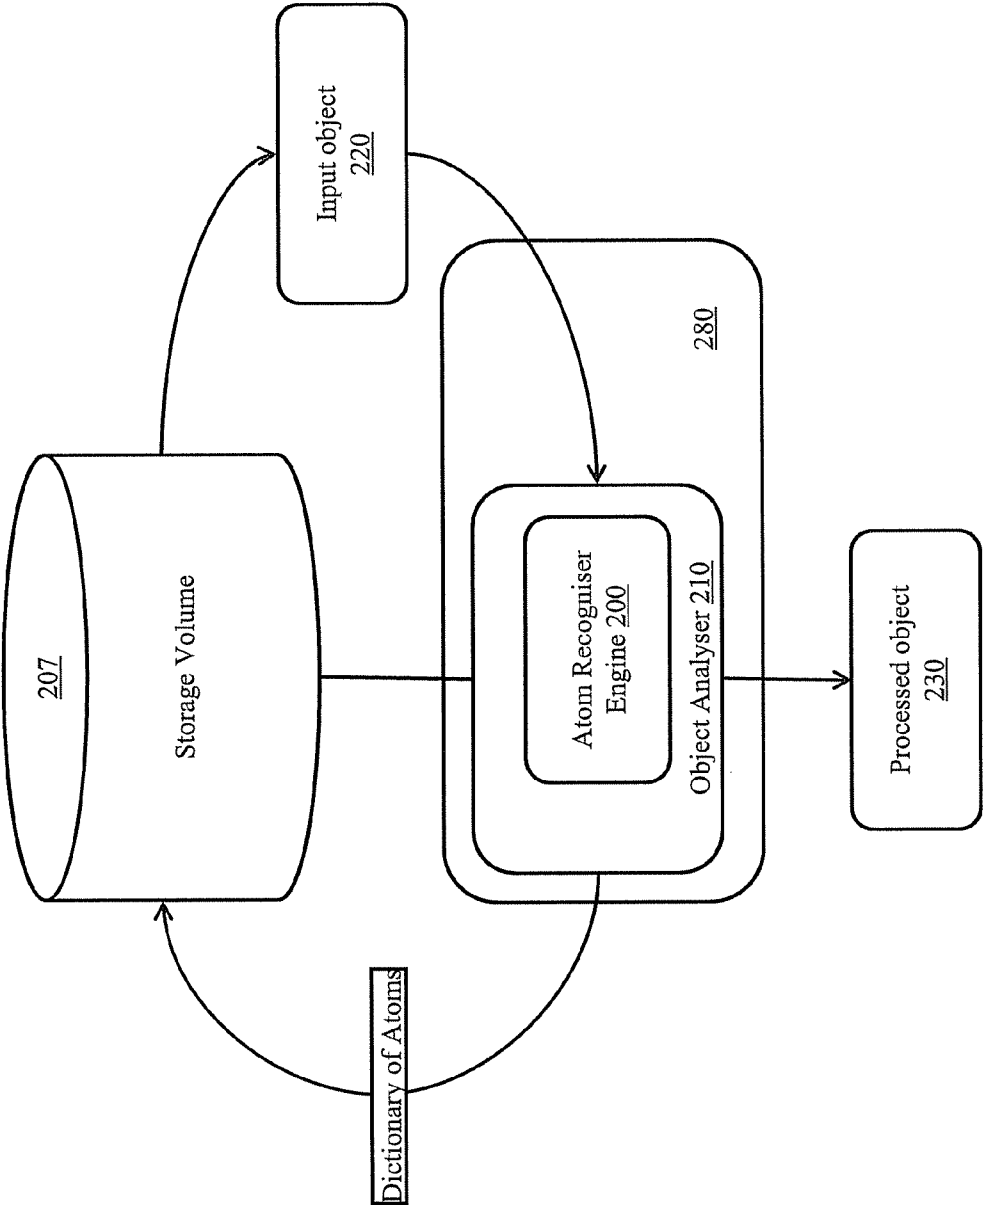 207
Storage Volume
Input object
220
280
Atom Recogniser
Engine 200
Object Analyser 210
Dictionary of Atoms
Processed object
230